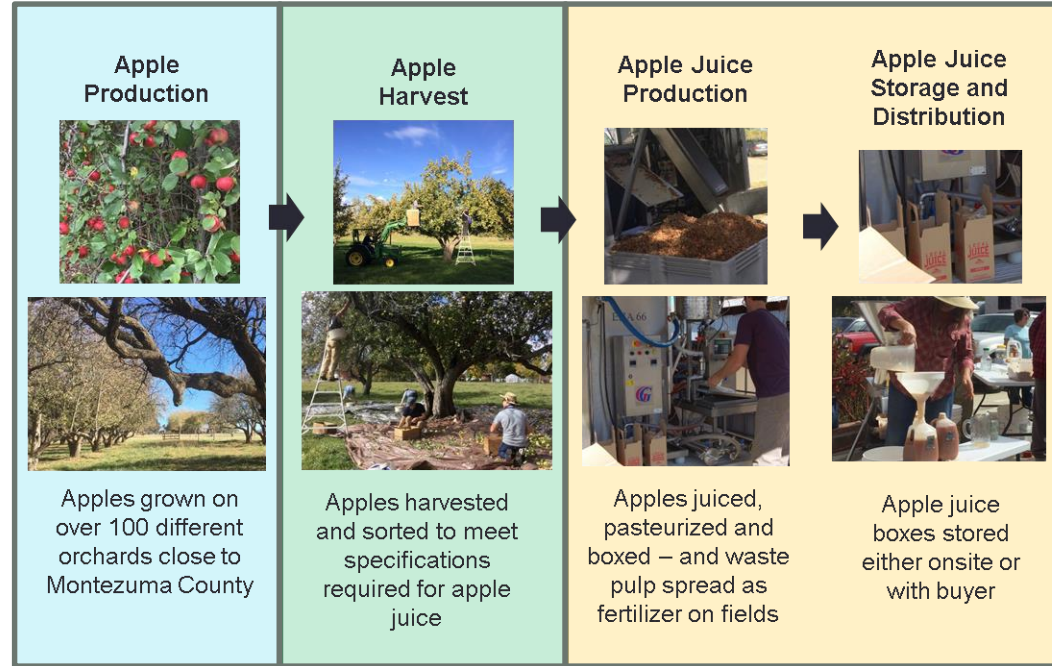 Apple
Production
Apples grown on
over 100 different
orchards close to
Montezuma County
Apple
Harvest
Apples harvested
and sorted to meet
specifications
required for apple
juice
Apple Juice
Production
Apples juiced,
pasteurized and
boxed – and waste
pulp spread as
fertilizer on fields
Apple Juice
Storage and
Distribution
JUICE
Apple juice
boxes stored
either onsite or
with buyer